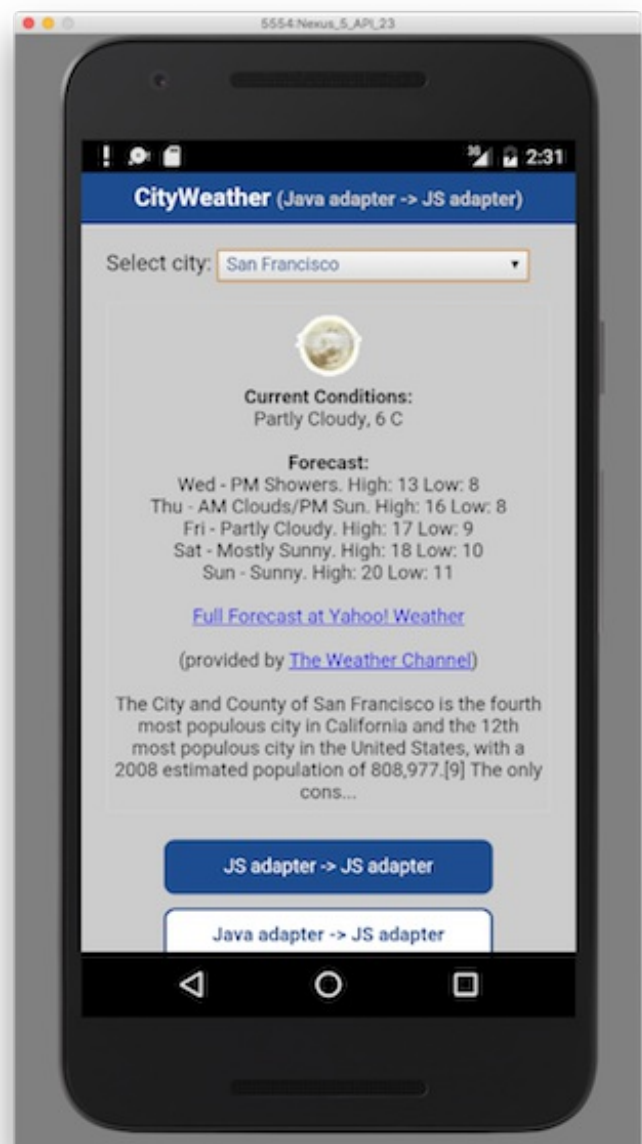 5554:Nexus_5_API_23
3G 2:31
CityWeather (Java adapter -> JS adapter)
Select city: San Francisco
Current Conditions:
Partly Cloudy, 6 C
Forecast:
Wed - PM Showers. High: 13 Low: 8
Thu - AM Clouds/PM Sun. High: 16 Low: 8
Fri - Partly Cloudy. High: 17 Low: 9
Sat - Mostly Sunny. High: 18 Low: 10
Sun - Sunny. High: 20 Low: 11
Full Forecast at Yahoo! Weather
(provided by The Weather Channel)
The City and County of San Francisco is the fourth
most populous city in California and the 12th
most populous city in the United States, with a
2008 estimated population of 808,977.[9] The only
cons...
JS adapter -> JS adapter
Java adapter -> JS adapter